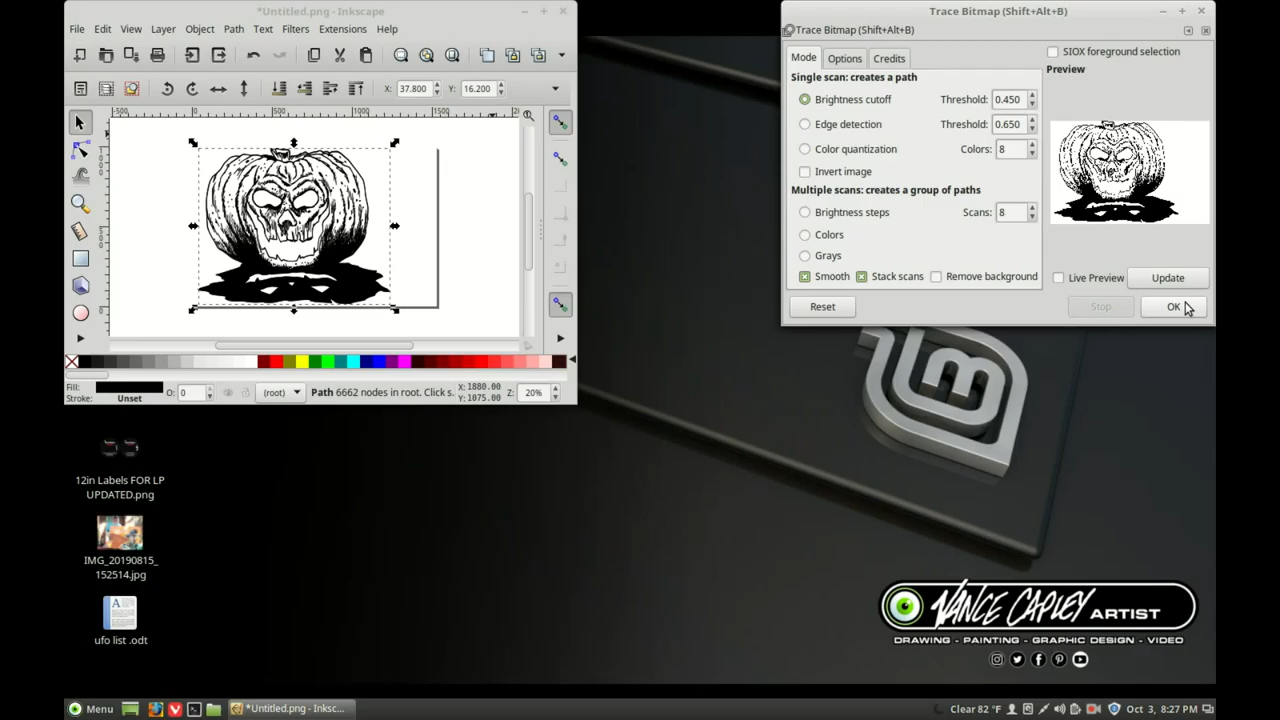 *Untitled.png - Inkscape
File Edit View Layer Object Path Text Filters Extensions Help
X: 37.800 Y: 16.200
-500 0 500 1000 1500
Fill:
Stroke: Unset
O: 0
(root)
Path 6662 nodes in root. Click s.
X: 1880.00
Y: 1075.00
Z: 20%
Trace Bitmap (Shift+Alt+B)
Trace Bitmap (Shift+Alt+B)
Mode Options Credits
SIOX foreground selection
Preview
Single scan: creates a path
Brightness cutoff Threshold: 0.450
Edge detection Threshold: 0.650
Color quantization Colors: 8
Invert image
Multiple scans: creates a group of paths
Brightness steps Scans: 8
Colors
Grays
Smooth Stack scans Remove background
Live Preview Update
Reset Stop OK
12in Labels FOR LP
UPDATED.png
IMG_20190815_
152514.jpg
ufo list .odt
VANCE CAPLEY ARTIST
DRAWING - PAINTING - GRAPHIC DESIGN - VIDEO
Menu
*Untitled.png - Inksc...
Clear 82 °F
Oct 3, 8:27 PM